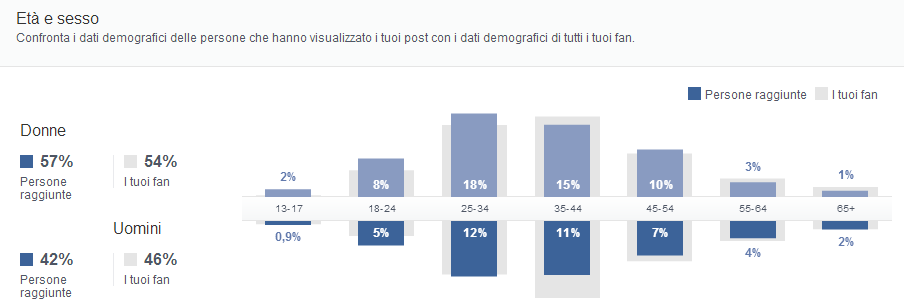 Età e sesso
Confronta i dati demografici delle persone che hanno visualizzato i tuoi post con i dati demografici di tutti i tuoi fan.
Persone raggiunte I tuoi fan
Donne
57% 54%
Persone raggiunte I tuoi fan
2% 8% 18% 15% 10% 3% 1%
13-17 18-24 25-34 35-44 45-54 55-64 65+
0,9% 5% 12% 11% 7% 4% 2%
Uomini
42% 46%
Persone raggiunte I tuoi fan